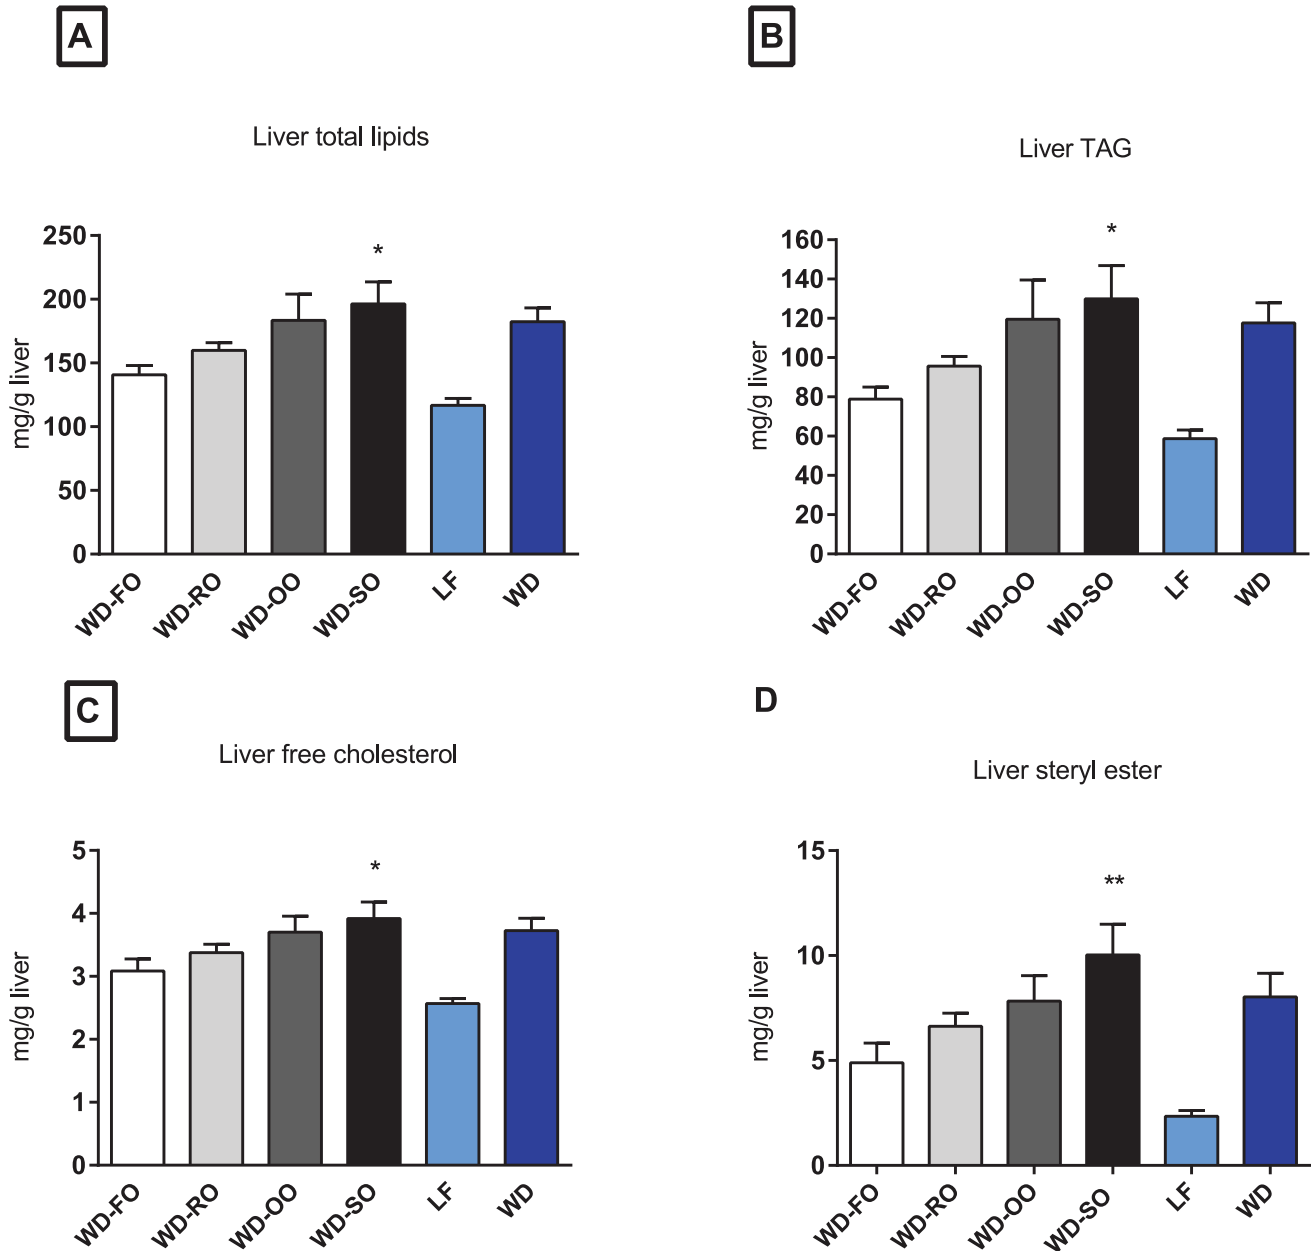 A
Liver total lipids
mg/g liver
250
200
150
100
50
0
*
WD-FO
WD-RO
WD-OO
WD-SO
LF
WD
B
Liver TAG
mg/g liver
160
140
120
100
80
60
40
20
0
*
WD-FO
WD-RO
WD-OO
WD-SO
LF
WD
C
Liver free cholesterol
mg/g liver
5
4
3
2
1
0
*
WD-FO
WD-RO
WD-OO
WD-SO
LF
WD
D
Liver steryl ester
mg/g liver
15
10
5
0
**
WD-FO
WD-RO
WD-OO
WD-SO
LF
WD